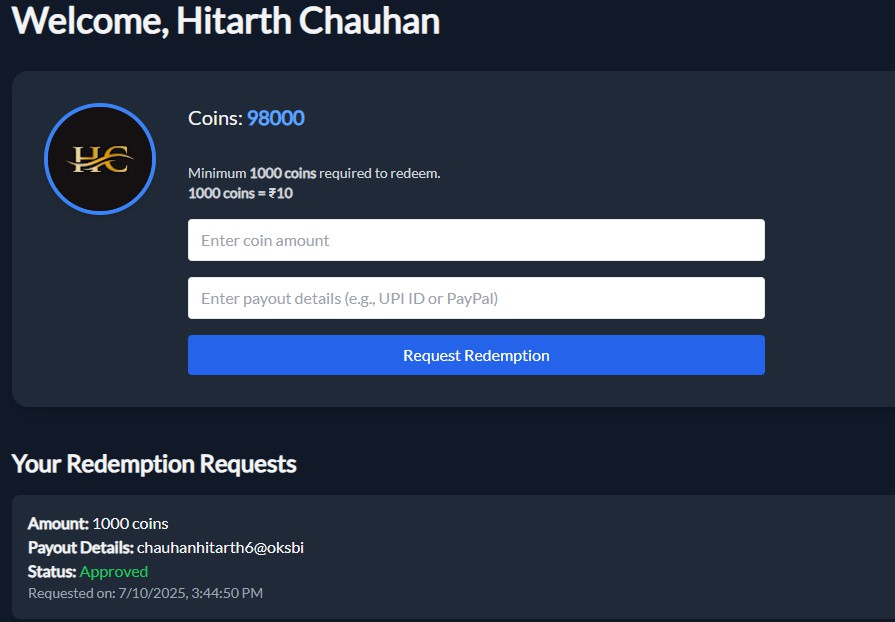 Welcome, Hitarth Chauhan
HC
Coins: 98000
Minimum 1000 coins required to redeem.
1000 coins = ₹10
Enter coin amount
Enter payout details (e.g., UPI ID or PayPal)
Request Redemption
Your Redemption Requests
Amount: 1000 coins
Payout Details: chauhanhitarth6@oksbi
Status: Approved
Requested on: 7/10/2025, 3:44:50 PM